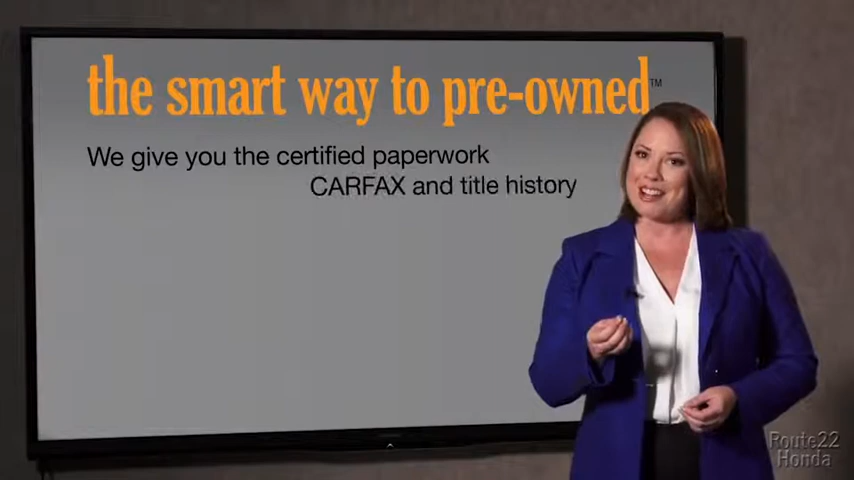 the smart way to pre-owned™
We give you the certified paperwork
CARFAX and title history
Route22
Honda